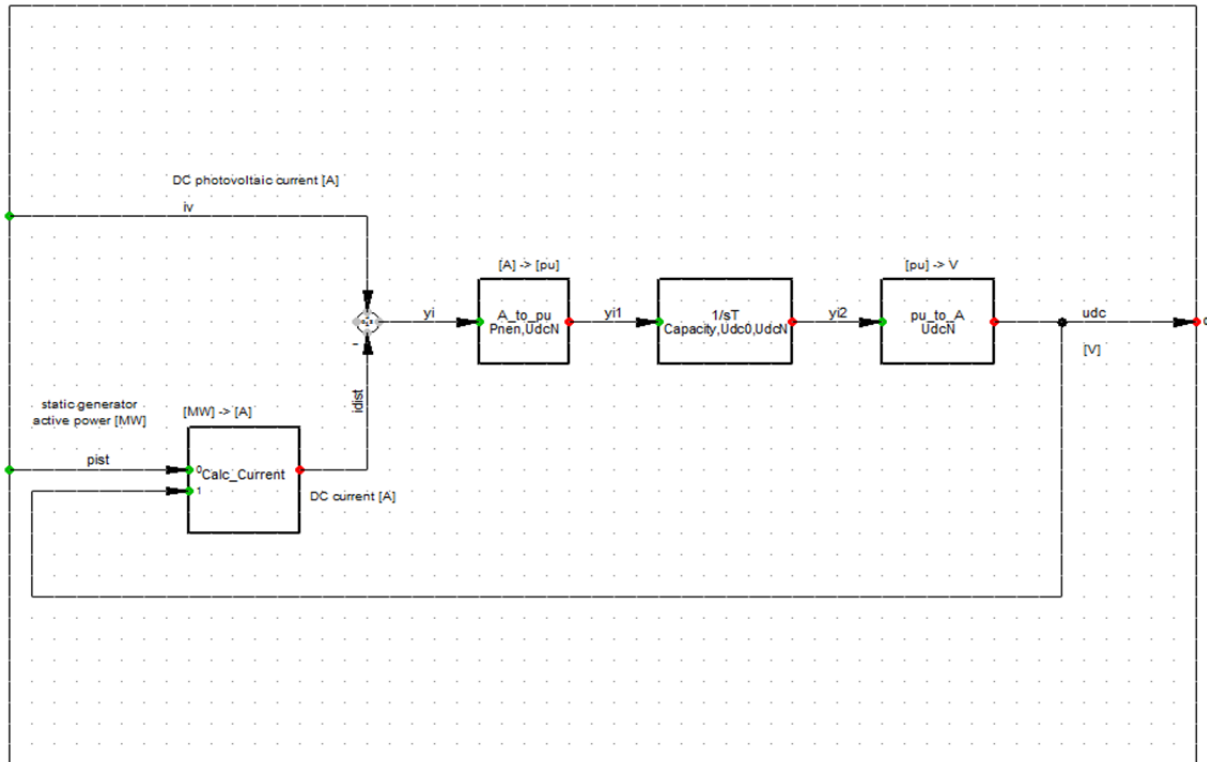 DC photovoltaic current [A]
iv
[A] -> [pu]
[pu] -> V
A_to_pu
Pnen,UdcN
1/sT
Capacity,Udc0,UdcN
pu_to_A
UdcN
yi
yi1
yi2
udc
[V]
-
idist
static generator
active power [MW]
[MW] -> [A]
pist
0
Calc_Current
1
DC current [A]